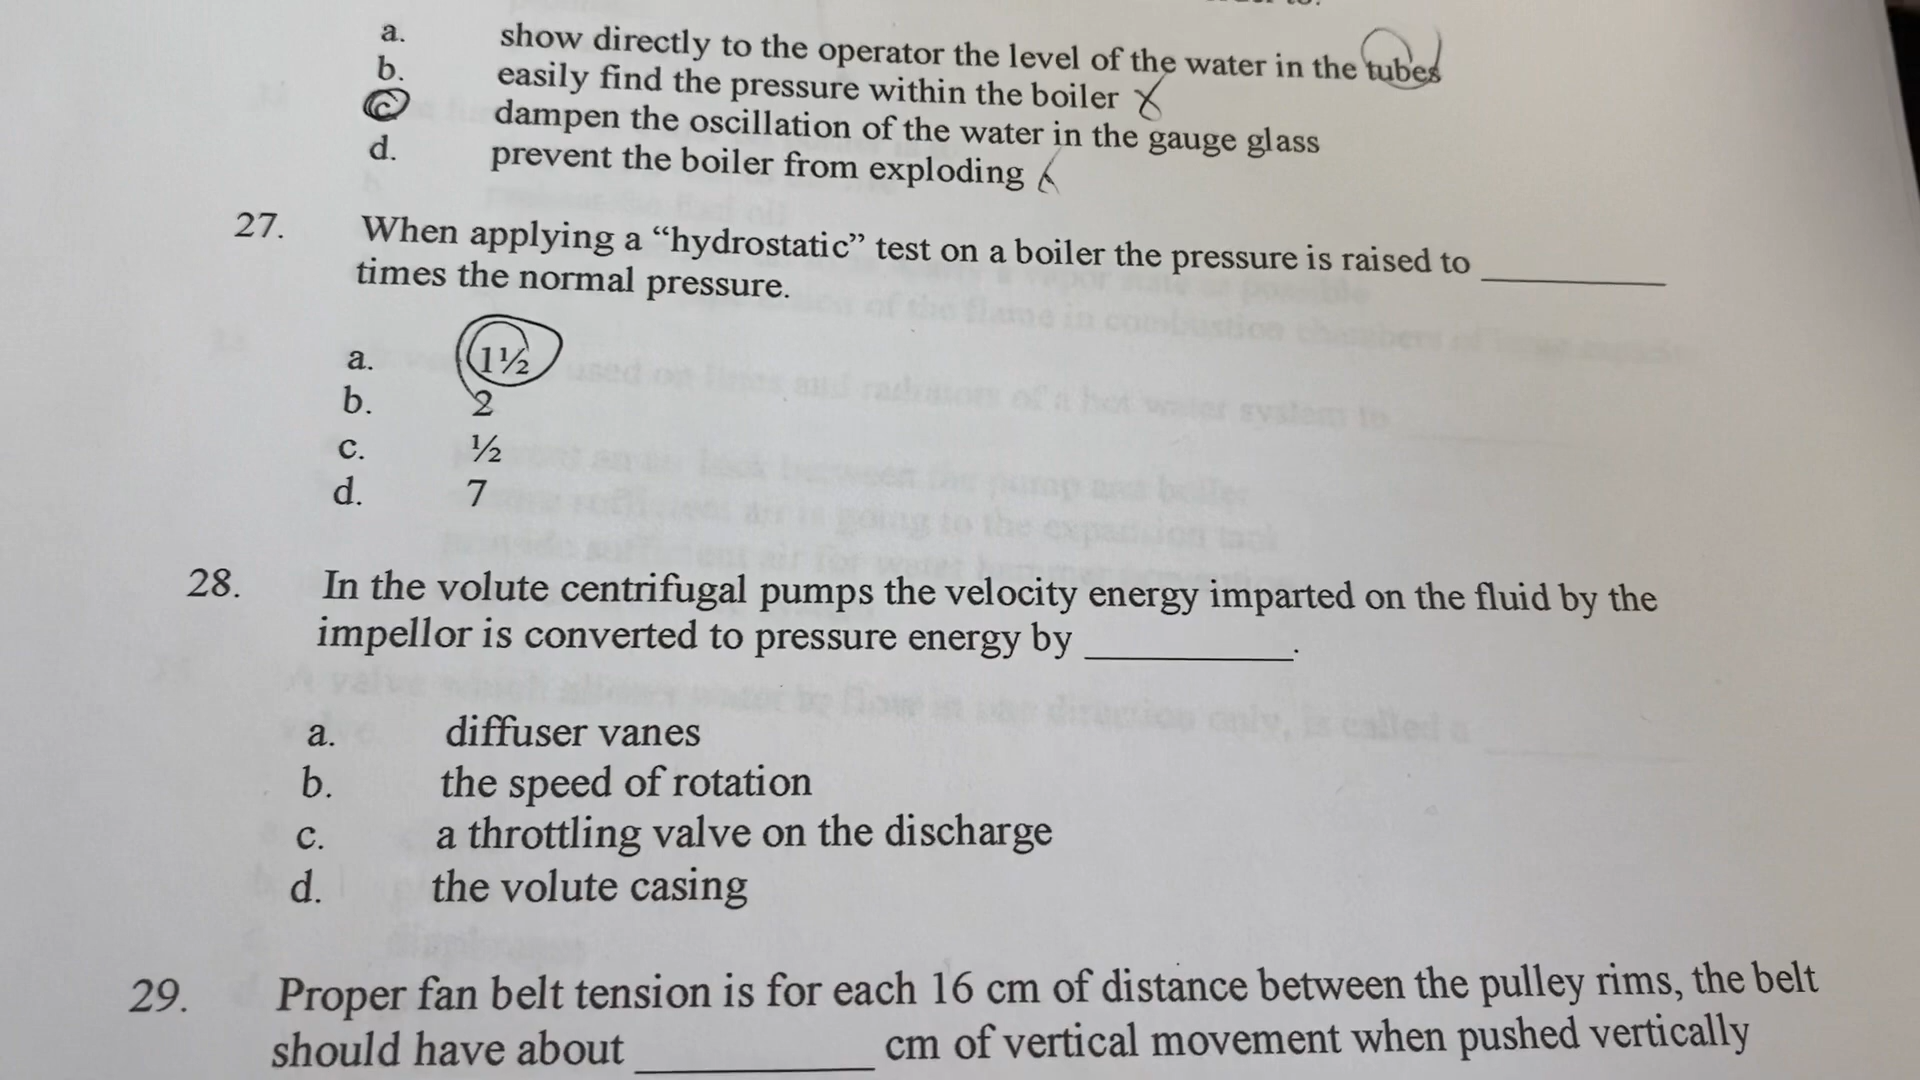 a. show directly to the operator the level of the water in the tubes
b. easily find the pressure within the boiler
c. dampen the oscillation of the water in the gauge glass
d. prevent the boiler from exploding
27. When applying a “hydrostatic” test on a boiler the pressure is raised to ________
times the normal pressure.
a. 1½
b. 2
c. ½
d. 7
28. In the volute centrifugal pumps the velocity energy imparted on the fluid by the
impellor is converted to pressure energy by ________.
a. diffuser vanes
b. the speed of rotation
c. a throttling valve on the discharge
d. the volute casing
29. Proper fan belt tension is for each 16 cm of distance between the pulley rims, the belt
should have about ________ cm of vertical movement when pushed vertically